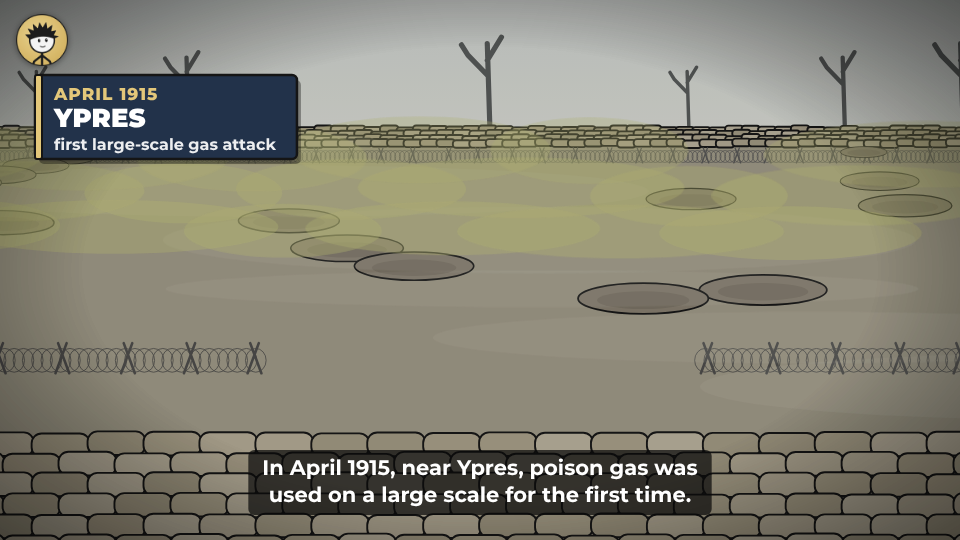 APRIL 1915
YPRES
first large-scale gas attack
In April 1915, near Ypres, poison gas was
used on a large scale for the first time.